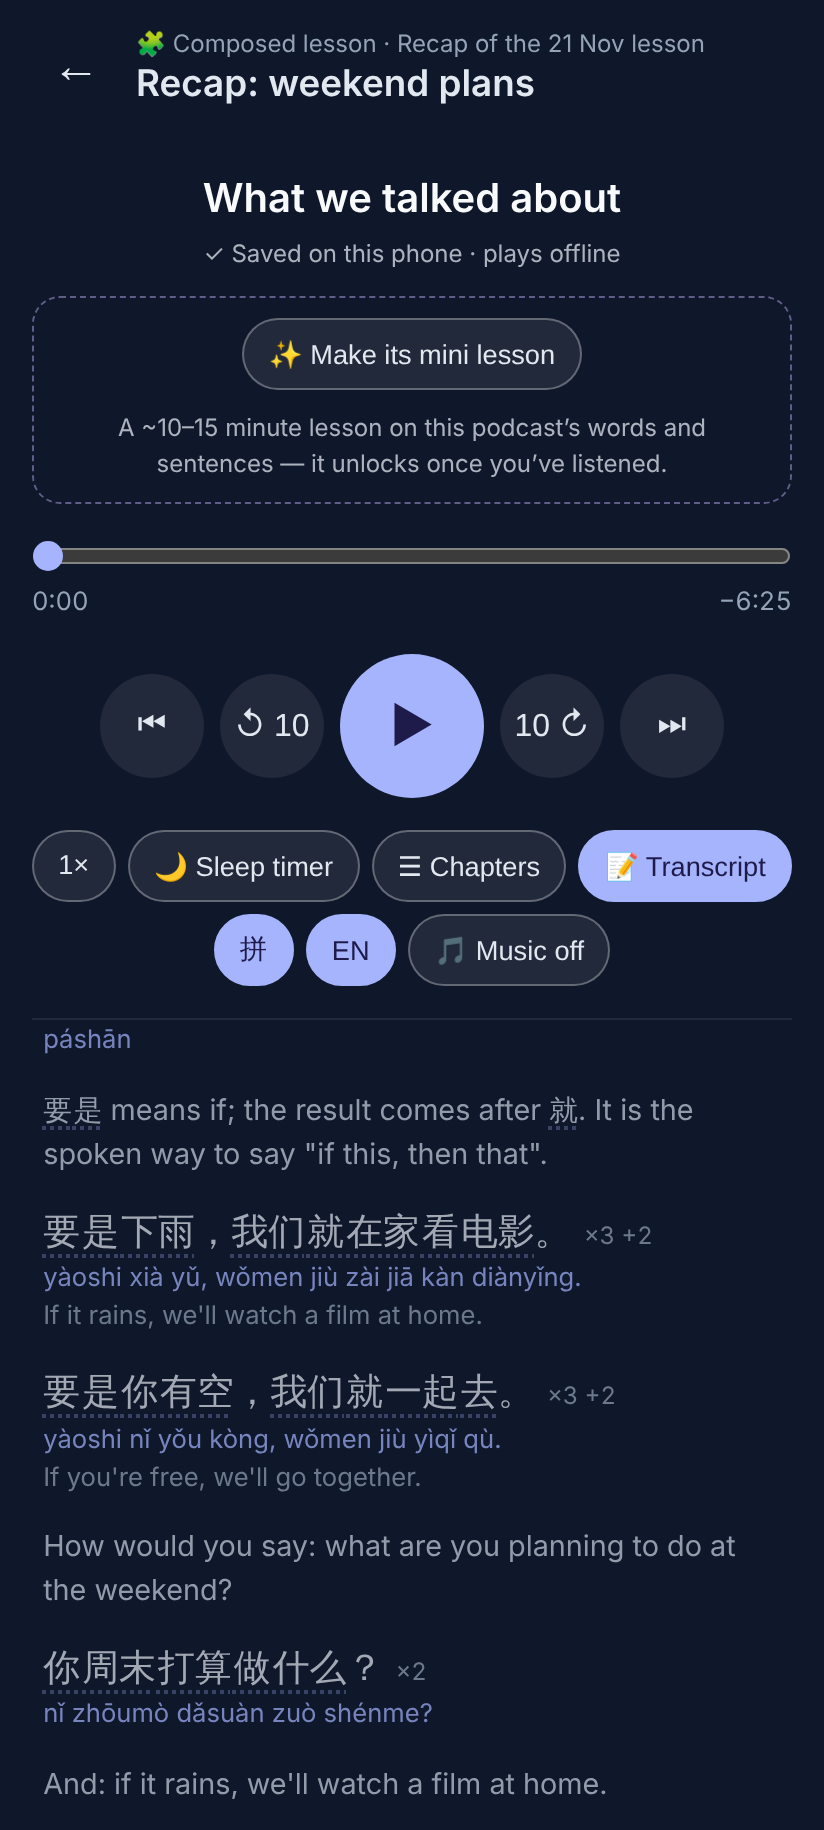 🧩 Composed lesson · Recap of the 21 Nov lesson
← Recap: weekend plans
What we talked about
✓ Saved on this phone · plays offline
✨ Make its mini lesson
A ~10–15 minute lesson on this podcast’s words and
sentences — it unlocks once you’ve listened.
0:00 −6:25
⏮ ↺ 10 ▶ 10 ↻ ⏭
1× 🌙 Sleep timer ☰ Chapters 📝 Transcript
拼 EN 🎵 Music off
páshān
要是 means if; the result comes after 就. It is the
spoken way to say "if this, then that".
要是下雨，我们就在家看电影。 ×3 +2
yàoshi xià yǔ, wǒmen jiù zài jiā kàn diànyǐng.
If it rains, we'll watch a film at home.
要是你有空，我们就一起去。 ×3 +2
yàoshi nǐ yǒu kòng, wǒmen jiù yìqǐ qù.
If you're free, we'll go together.
How would you say: what are you planning to do at
the weekend?
你周末打算做什么？ ×2
nǐ zhōumò dǎsuàn zuò shénme?
And: if it rains, we'll watch a film at home.